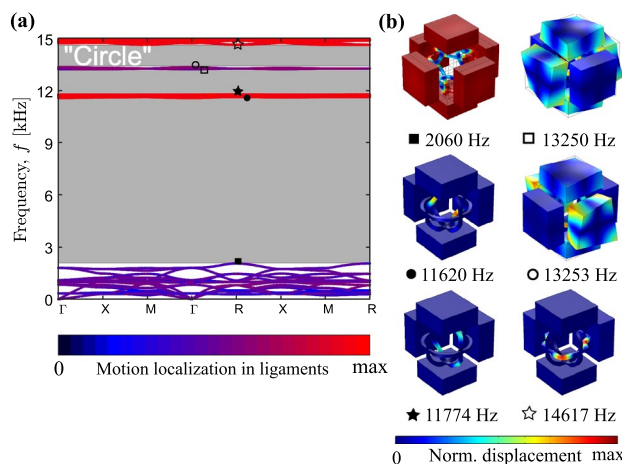 (a)
"Circle"
15
12
9
6
3
0
Frequency, f [kHz]
Γ X M Γ R X M R
0 Motion localization in ligaments max
(b)
■ 2060 Hz □ 13250 Hz
● 11620 Hz ○ 13253 Hz
★ 11774 Hz ☆ 14617 Hz
0 Norm. displacement max